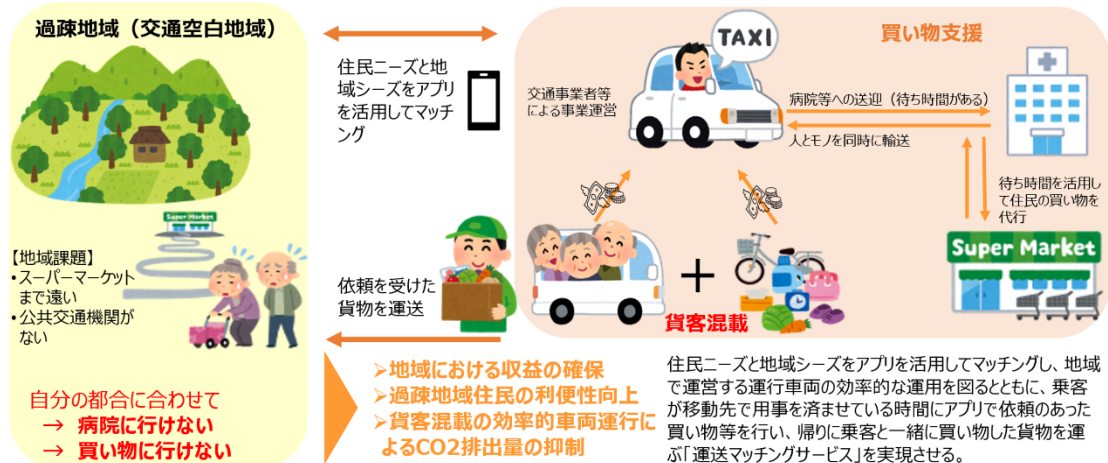 過疎地域（交通空白地域）
Super Market
【地域課題】
•スーパーマーケット
まで遠い
•公共交通機関が
ない
自分の都合に合わせて
→ 病院に行けない
→ 買い物に行けない
住民ニーズと地
域シーズをアプリ
を活用してマッチ
ング
依頼を受けた
貨物を運送
買い物支援
TAXI
交通事業者等
による事業運営
病院等への送迎（待ち時間がある）
人とモノを同時に輸送
待ち時間を活用し
て住民の買い物を
代行
Super Market
＋
貨客混載
➢地域における収益の確保
➢過疎地域住民の利便性向上
➢貨客混載の効率的車両運行に
よるCO2排出量の抑制
住民ニーズと地域シーズをアプリを活用してマッチングし、地域
で運営する運行車両の効率的な運用を図るとともに、乗客
が移動先で用事を済ませている時間にアプリで依頼のあった
買い物等を行い、帰りに乗客と一緒に買い物した貨物を運
ぶ「運送マッチングサービス」を実現させる。